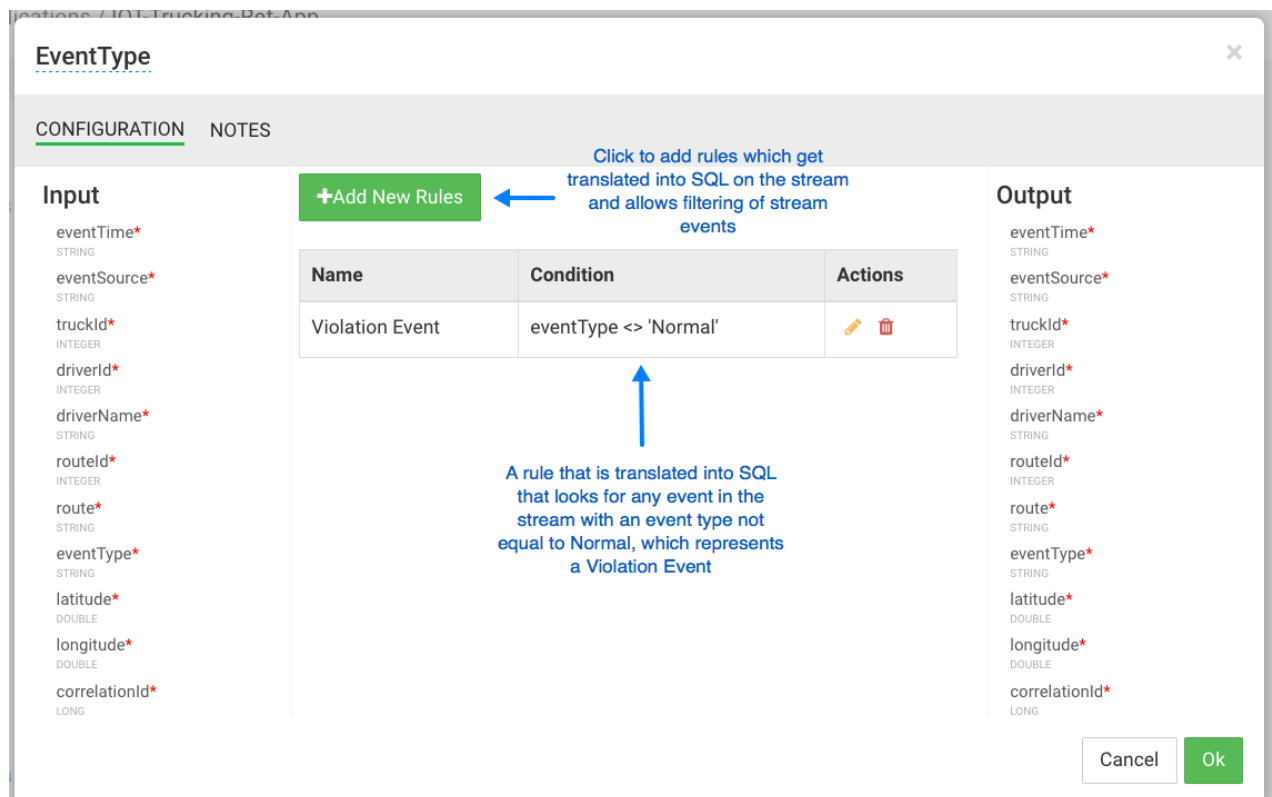 ications / IOT-Trucking-Ref-App
EventType
×
CONFIGURATION NOTES
Click to add rules which get
translated into SQL on the stream
and allows filtering of stream
events
Input
eventTime*
STRING
eventSource*
STRING
truckId*
INTEGER
driverId*
INTEGER
driverName*
STRING
routeId*
INTEGER
route*
STRING
eventType*
STRING
latitude*
DOUBLE
longitude*
DOUBLE
correlationId*
LONG
+Add New Rules
Name Condition Actions
Violation Event eventType <> 'Normal'
A rule that is translated into SQL
that looks for any event in the
stream with an event type not
equal to Normal, which represents
a Violation Event
Output
eventTime*
STRING
eventSource*
STRING
truckId*
INTEGER
driverId*
INTEGER
driverName*
STRING
routeId*
INTEGER
route*
STRING
eventType*
STRING
latitude*
DOUBLE
longitude*
DOUBLE
correlationId*
LONG
Cancel Ok